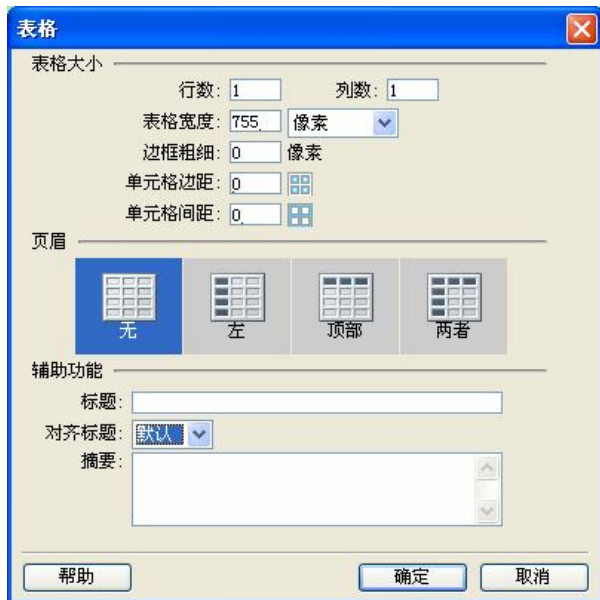 表格
表格大小
行数: 1 列数: 1
表格宽度: 755 像素
边框粗细: 0 像素
单元格边距: 0
单元格间距: 0
页眉
无 左 顶部 两者
辅助功能
标题:
对齐标题: 默认
摘要:
帮助 确定 取消